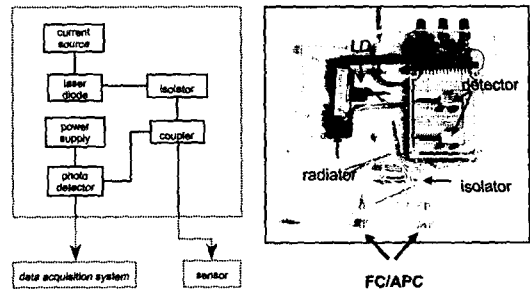 current
source
laser
diode
isolator
power
supply
coupler
photo
detector
data acquisition system
sensor
LD
detector
radiator
isolator
FC/APC